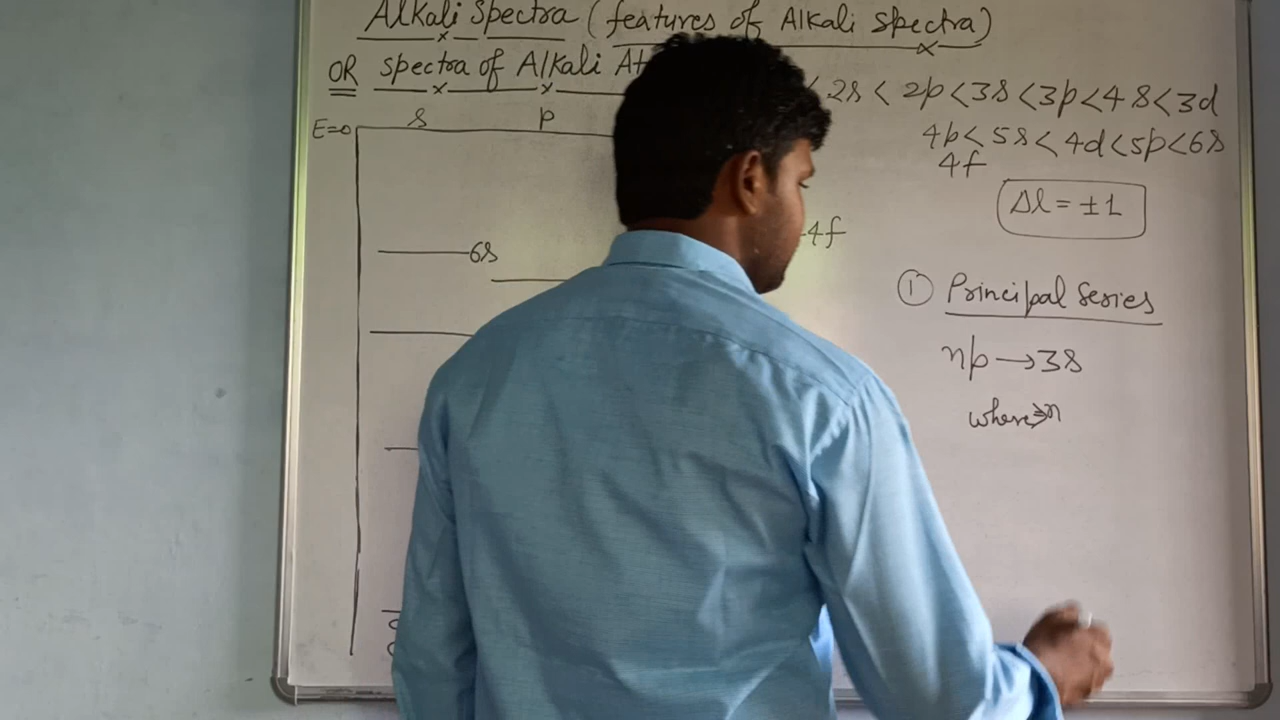 Alkali Spectra (features of Alkali Spectra)
OR spectra of Alkali At
< 2s < 2p < 3s < 3p < 4s < 3d
4p < 5s < 4d < 5p < 6s
4f
E=0 s p
Δl = ±1
4f
6s
① Principal Series
np → 3s
where n